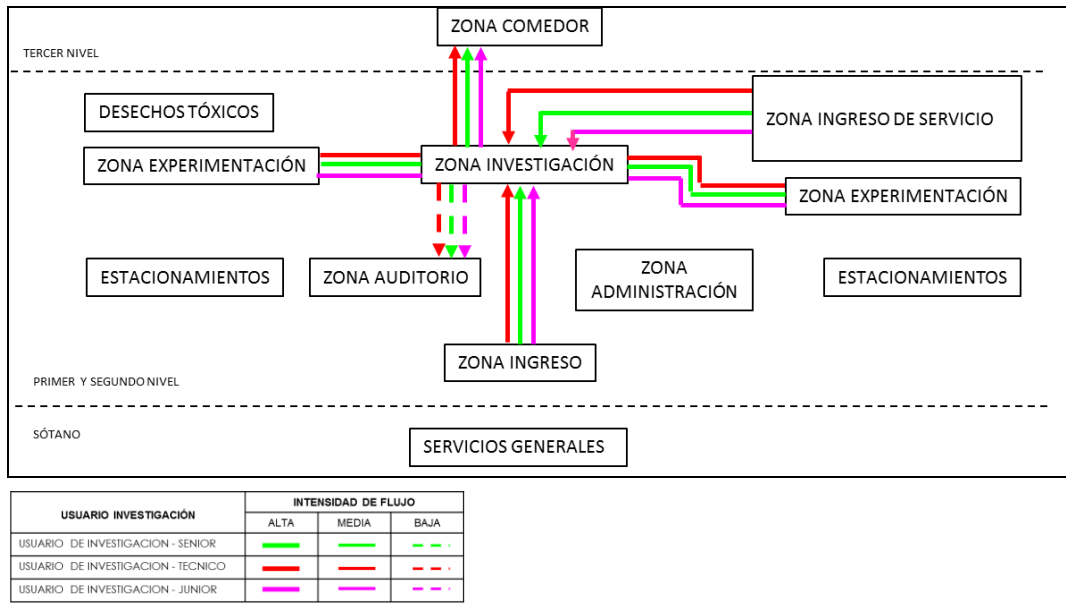 ZONA COMEDOR
TERCER NIVEL
DESECHOS TÓXICOS
ZONA INGRESO DE SERVICIO
ZONA EXPERIMENTACIÓN
ZONA INVESTIGACIÓN
ZONA EXPERIMENTACIÓN
ESTACIONAMIENTOS
ZONA AUDITORIO
ZONA
ADMINISTRACIÓN
ESTACIONAMIENTOS
ZONA INGRESO
PRIMER Y SEGUNDO NIVEL
SÓTANO
SERVICIOS GENERALES
USUARIO INVESTIGACIÓN
INTENSIDAD DE FLUJO
ALTA MEDIA BAJA
USUARIO DE INVESTIGACION - SENIOR
USUARIO DE INVESTIGACION - TECNICO
USUARIO DE INVESTIGACION - JUNIOR